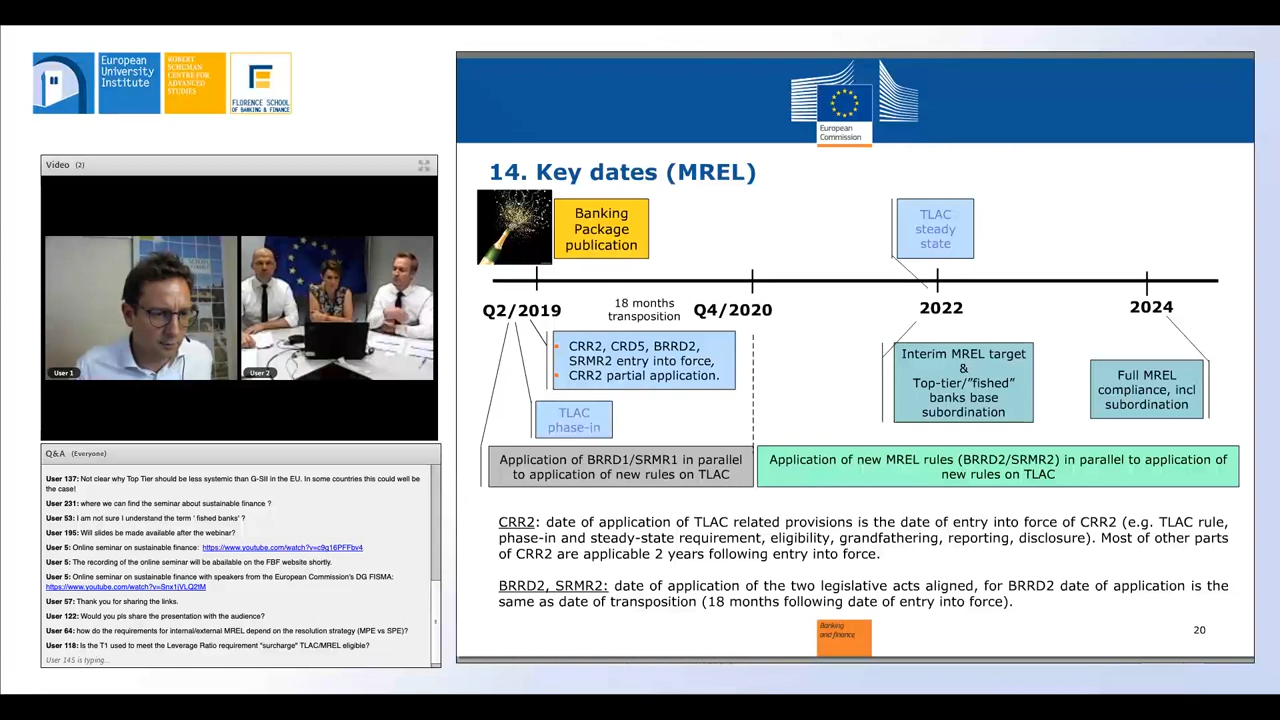 European
University
Institute
ROBERT
SCHUMAN
CENTRE FOR
ADVANCED
STUDIES
FLORENCE SCHOOL
OF BANKING & FINANCE
Video (2)
User 1
User 2
Q&A (Everyone)
User 137: Not clear why Top Tier should be less systemic than G-SII in the EU. In some countries this could well be
the case!
User 231: where we can find the seminar about sustainable finance ?
User 53: I am not sure I understand the term ' fished banks' ?
User 195: Will slides be made available after the webinar?
User 5: Online seminar on sustainable finance: https://www.youtube.com/watch?v=c9g16PFFbv4
User 5: The recording of the online seminar will be abailable on the FBF website shortly.
User 5: Online seminar on sustainable finance with speakers from the European Commission's DG FISMA:
https://www.youtube.com/watch?v=Snx1jVLQ2tM
User 57: Thank you for sharing the links.
User 122: Would you pls share the presentation with the audience?
User 64: how do the requirements for internal/external MREL depend on the resolution strategy (MPE vs SPE)?
User 118: Is the T1 used to meet the Leverage Ratio requirement "surcharge" TLAC/MREL eligible?
User 145 is typing...
European
Commission
14. Key dates (MREL)
Banking
Package
publication
TLAC
steady
state
Q2/2019
18 months
transposition
Q4/2020
2022
2024
CRR2, CRD5, BRRD2,
SRMR2 entry into force,
CRR2 partial application.
TLAC
phase-in
Interim MREL target
&
Top-tier/”fished”
banks base
subordination
Full MREL
compliance, incl
subordination
Application of BRRD1/SRMR1 in parallel
to application of new rules on TLAC
Application of new MREL rules (BRRD2/SRMR2) in parallel to application of
new rules on TLAC
CRR2: date of application of TLAC related provisions is the date of entry into force of CRR2 (e.g. TLAC rule,
phase-in and steady-state requirement, eligibility, grandfathering, reporting, disclosure). Most of other parts
of CRR2 are applicable 2 years following entry into force.
BRRD2, SRMR2: date of application of the two legislative acts aligned, for BRRD2 date of application is the
same as date of transposition (18 months following date of entry into force).
Banking
and finance
20